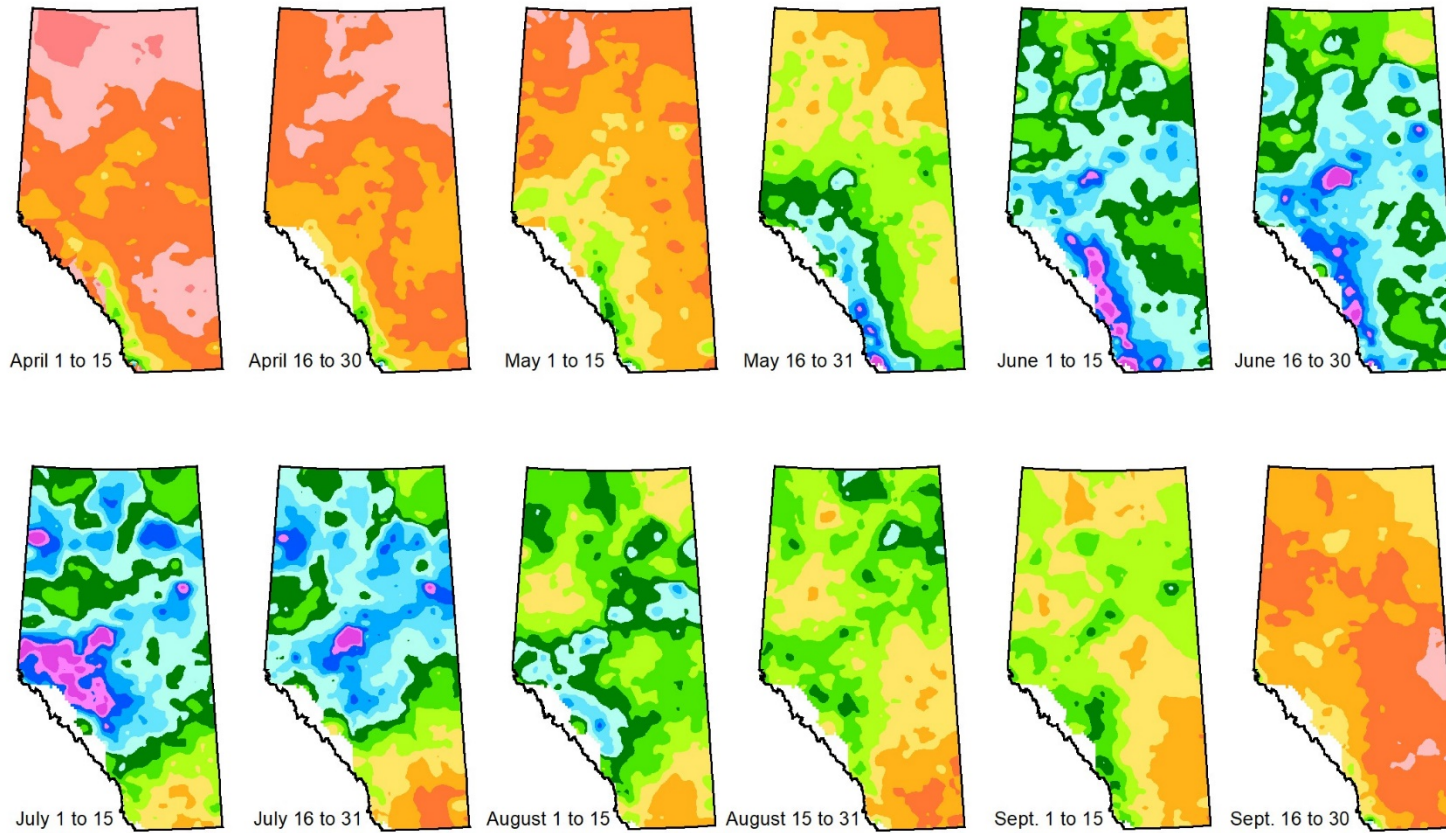 April 1 to 15
April 16 to 30
May 1 to 15
May 16 to 31
June 1 to 15
June 16 to 30
July 1 to 15
July 16 to 31
August 1 to 15
August 15 to 31
Sept. 1 to 15
Sept. 16 to 30